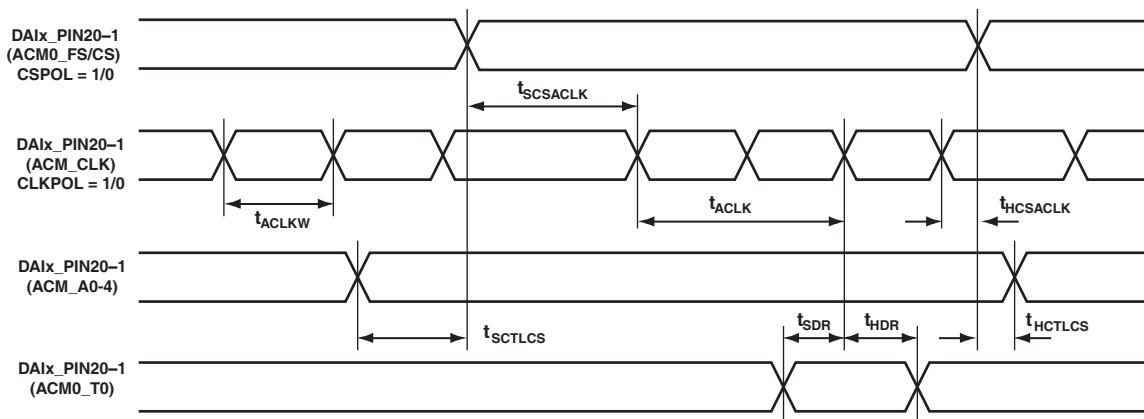 DAIx_PIN20–1
(ACM0_FS/CS)
CSPOL = 1/0
tSCSACLK
DAIx_PIN20–1
(ACM_CLK)
CLKPOL = 1/0
tACLKW
tACLK
tHCSACLK
DAIx_PIN20–1
(ACM_A0-4)
tSCTLCS
tSDR
tHDR
tHCTLCS
DAIx_PIN20–1
(ACM0_T0)